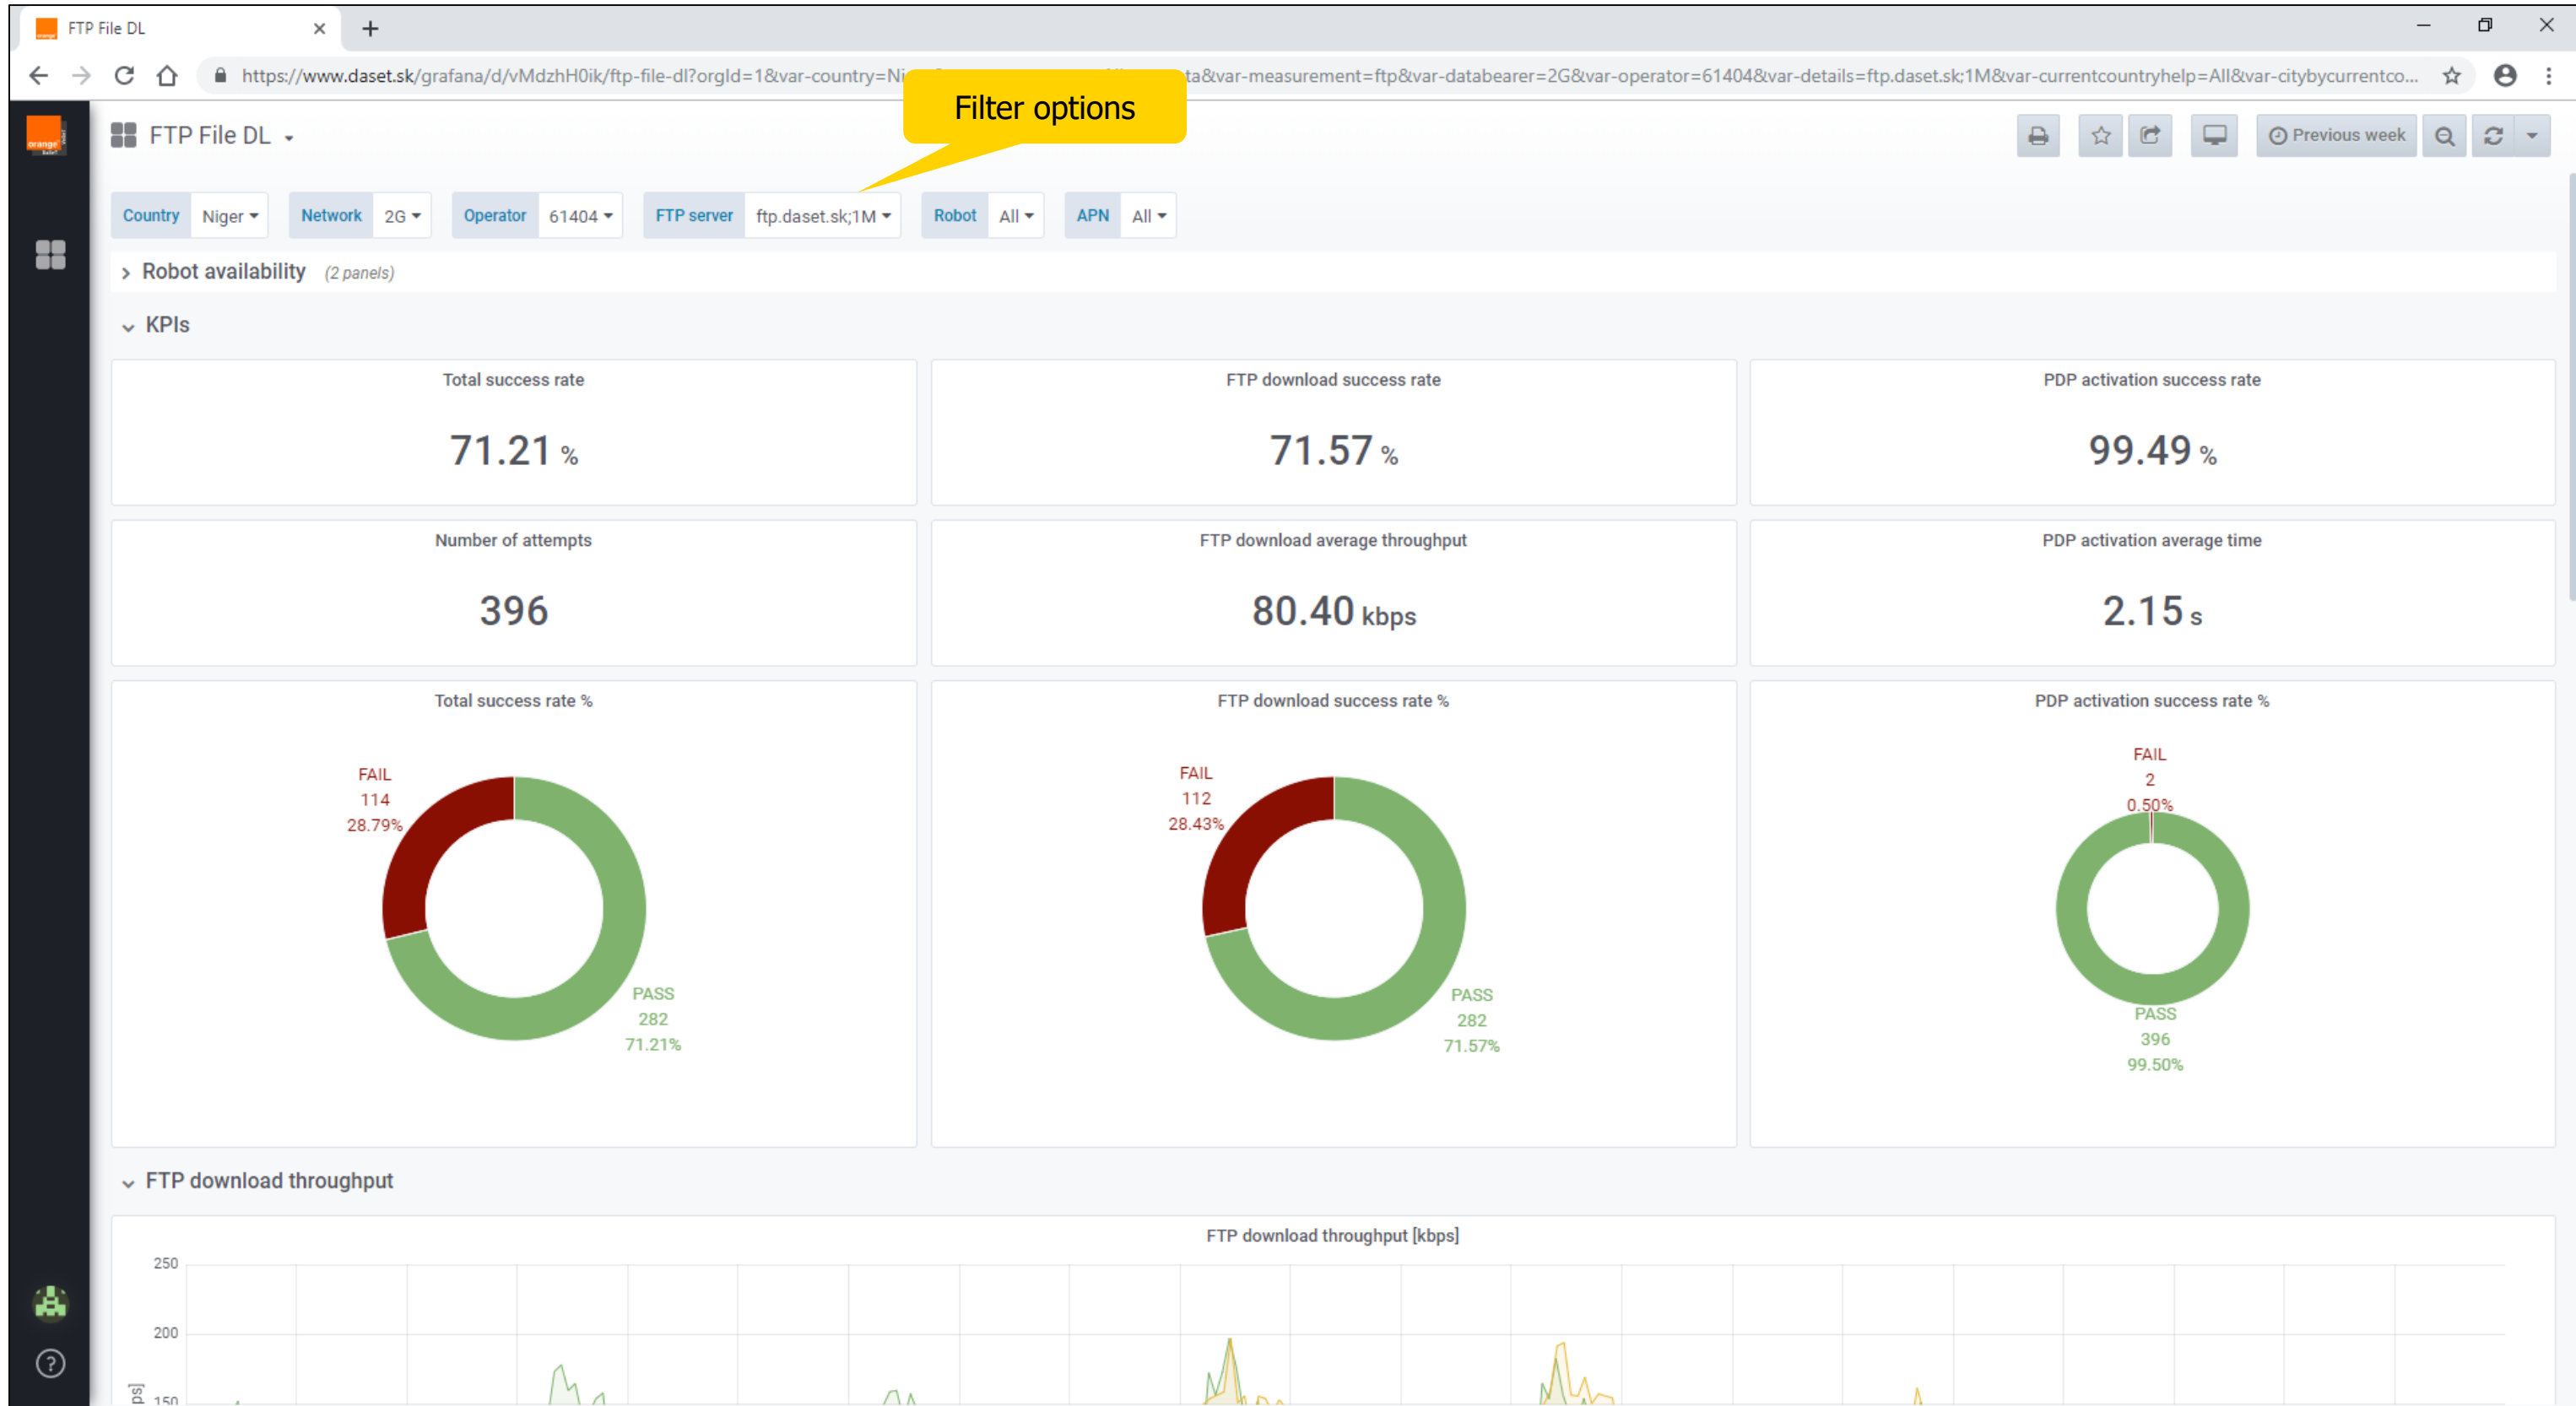 FTP File DL
https://www.daset.sk/grafana/d/vMdzhH0ik/ftp-file-dl?orgId=1&var-country=Ni
ta&var-measurement=ftp&var-databearer=2G&var-operator=61404&var-details=ftp.daset.sk;1M&var-currentcountryhelp=All&var-citybycurrentco...
Filter options
orange
FTP File DL
Previous week
Country Niger Network 2G Operator 61404 FTP server ftp.daset.sk;1M Robot All APN All
Robot availability (2 panels)
KPIs
Total success rate
71.21 %
FTP download success rate
71.57 %
PDP activation success rate
99.49 %
Number of attempts
396
FTP download average throughput
80.40 kbps
PDP activation average time
2.15 s
Total success rate %
FAIL
114
28.79%
PASS
282
71.21%
FTP download success rate %
FAIL
112
28.43%
PASS
282
71.57%
PDP activation success rate %
FAIL
2
0.50%
PASS
396
99.50%
FTP download throughput
FTP download throughput [kbps]
250
200
150